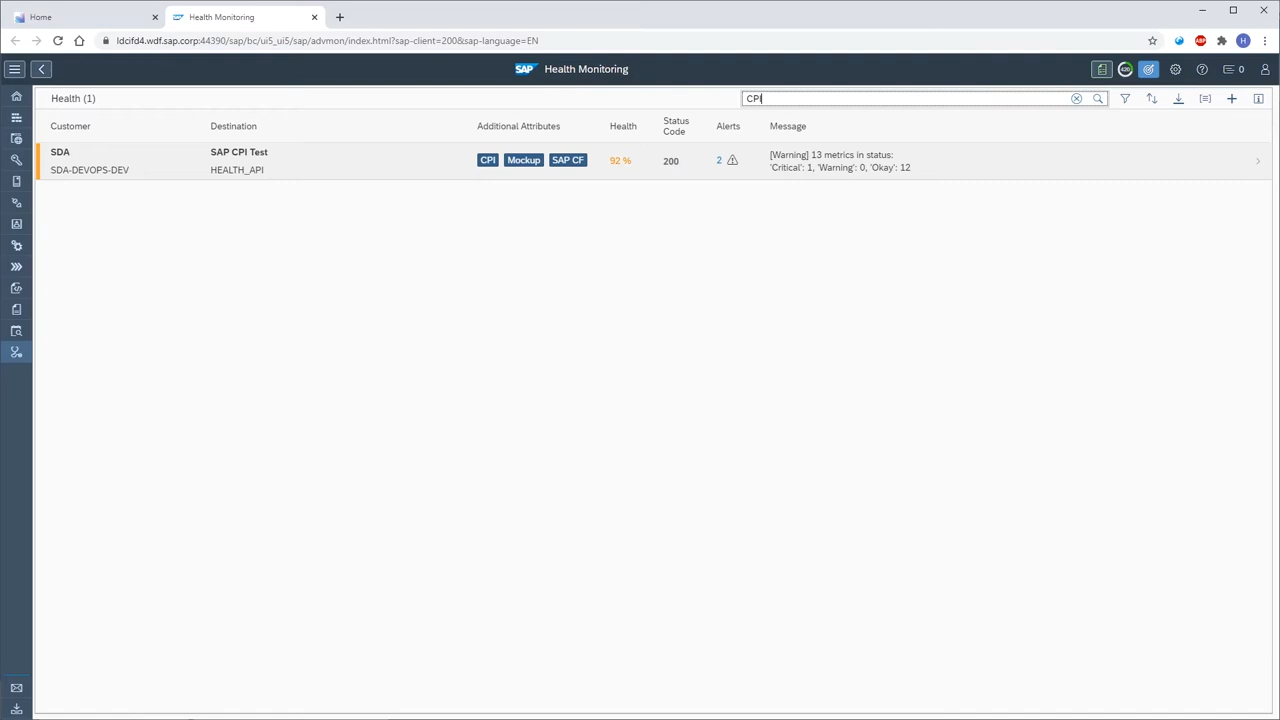 Home
Health Monitoring
ldcifd4.wdf.sap.corp:44390/sap/bc/ui5_ui5/sap/advmon/index.html?sap-client=200&sap-language=EN
ABP
H
SAP Health Monitoring
420
0
Health (1)
CPI
Customer Destination Additional Attributes Health Status Code Alerts Message
SDA SAP CPI Test CPI Mockup SAP CF 92 % 200 2 [Warning] 13 metrics in status:
SDA-DEVOPS-DEV HEALTH_API 'Critical': 1, 'Warning': 0, 'Okay': 12